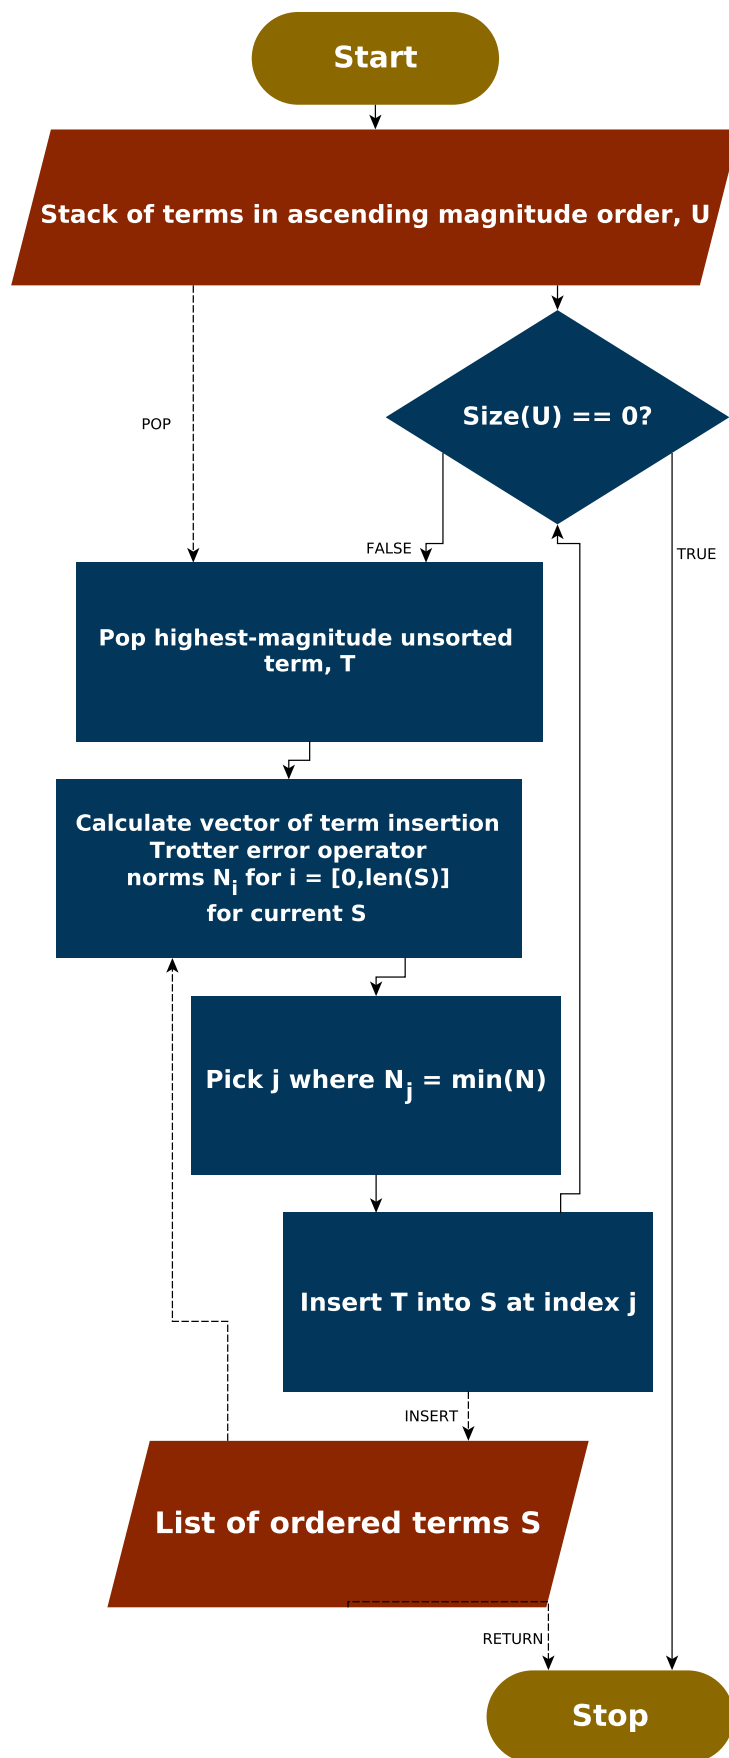 Start
Stack of terms in ascending magnitude order, U
Size(U) == 0?
POP
FALSE
TRUE
Pop highest-magnitude unsorted
term, T
Calculate vector of term insertion
Trotter error operator
norms Ni for i = [0,len(S)]
for current S
Pick j where Nj = min(N)
Insert T into S at index j
INSERT
List of ordered terms S
RETURN
Stop